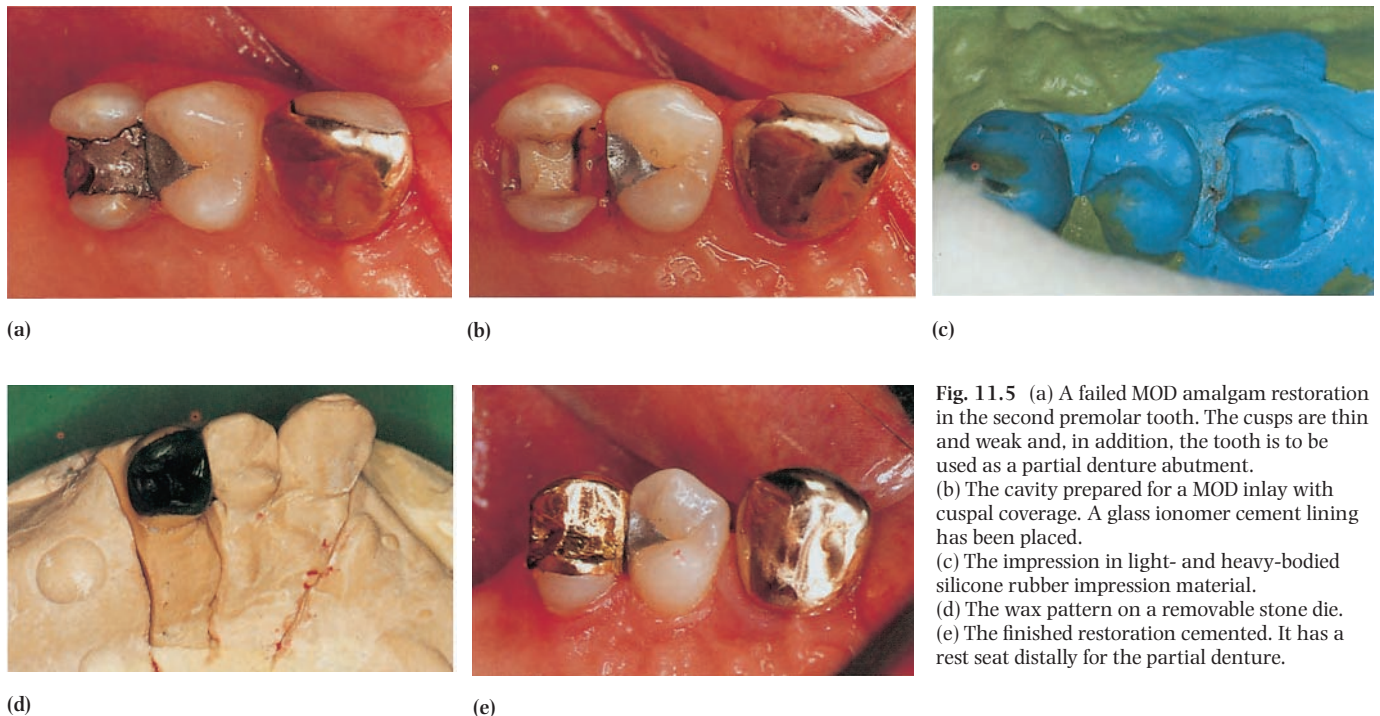 (a)
(b)
(c)
(d)
(e)
Fig. 11.5 (a) A failed MOD amalgam restoration
in the second premolar tooth. The cusps are thin
and weak and, in addition, the tooth is to be
used as a partial denture abutment.
(b) The cavity prepared for a MOD inlay with
cuspal coverage. A glass ionomer cement lining
has been placed.
(c) The impression in light- and heavy-bodied
silicone rubber impression material.
(d) The wax pattern on a removable stone die.
(e) The finished restoration cemented. It has a
rest seat distally for the partial denture.